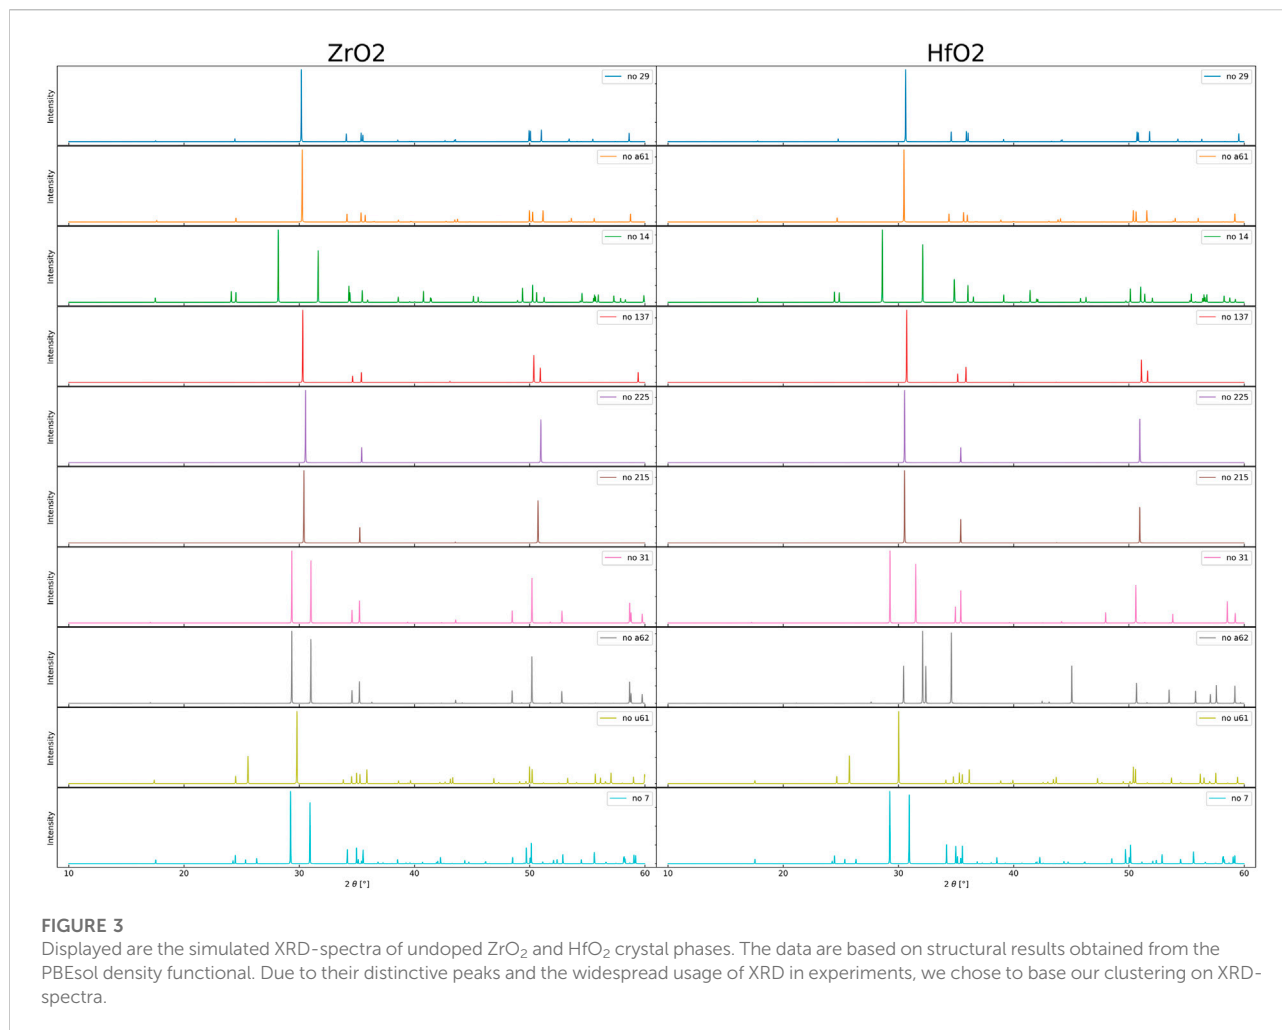 ZrO2
HfO2
Intensity
no 29
no 29
Intensity
no a61
no a61
Intensity
no 14
no 14
Intensity
no 137
no 137
Intensity
no 225
no 225
Intensity
no 215
no 215
Intensity
no 31
no 31
Intensity
no a62
no a62
Intensity
no u61
no u61
Intensity
no 7
no 7
10 20 30 40 50 60
10 20 30 40 50 60
2 θ [°]
2 θ [°]
FIGURE 3
Displayed are the simulated XRD-spectra of undoped ZrO₂ and HfO₂ crystal phases. The data are based on structural results obtained from the
PBEsol density functional. Due to their distinctive peaks and the widespread usage of XRD in experiments, we chose to base our clustering on XRD-
spectra.